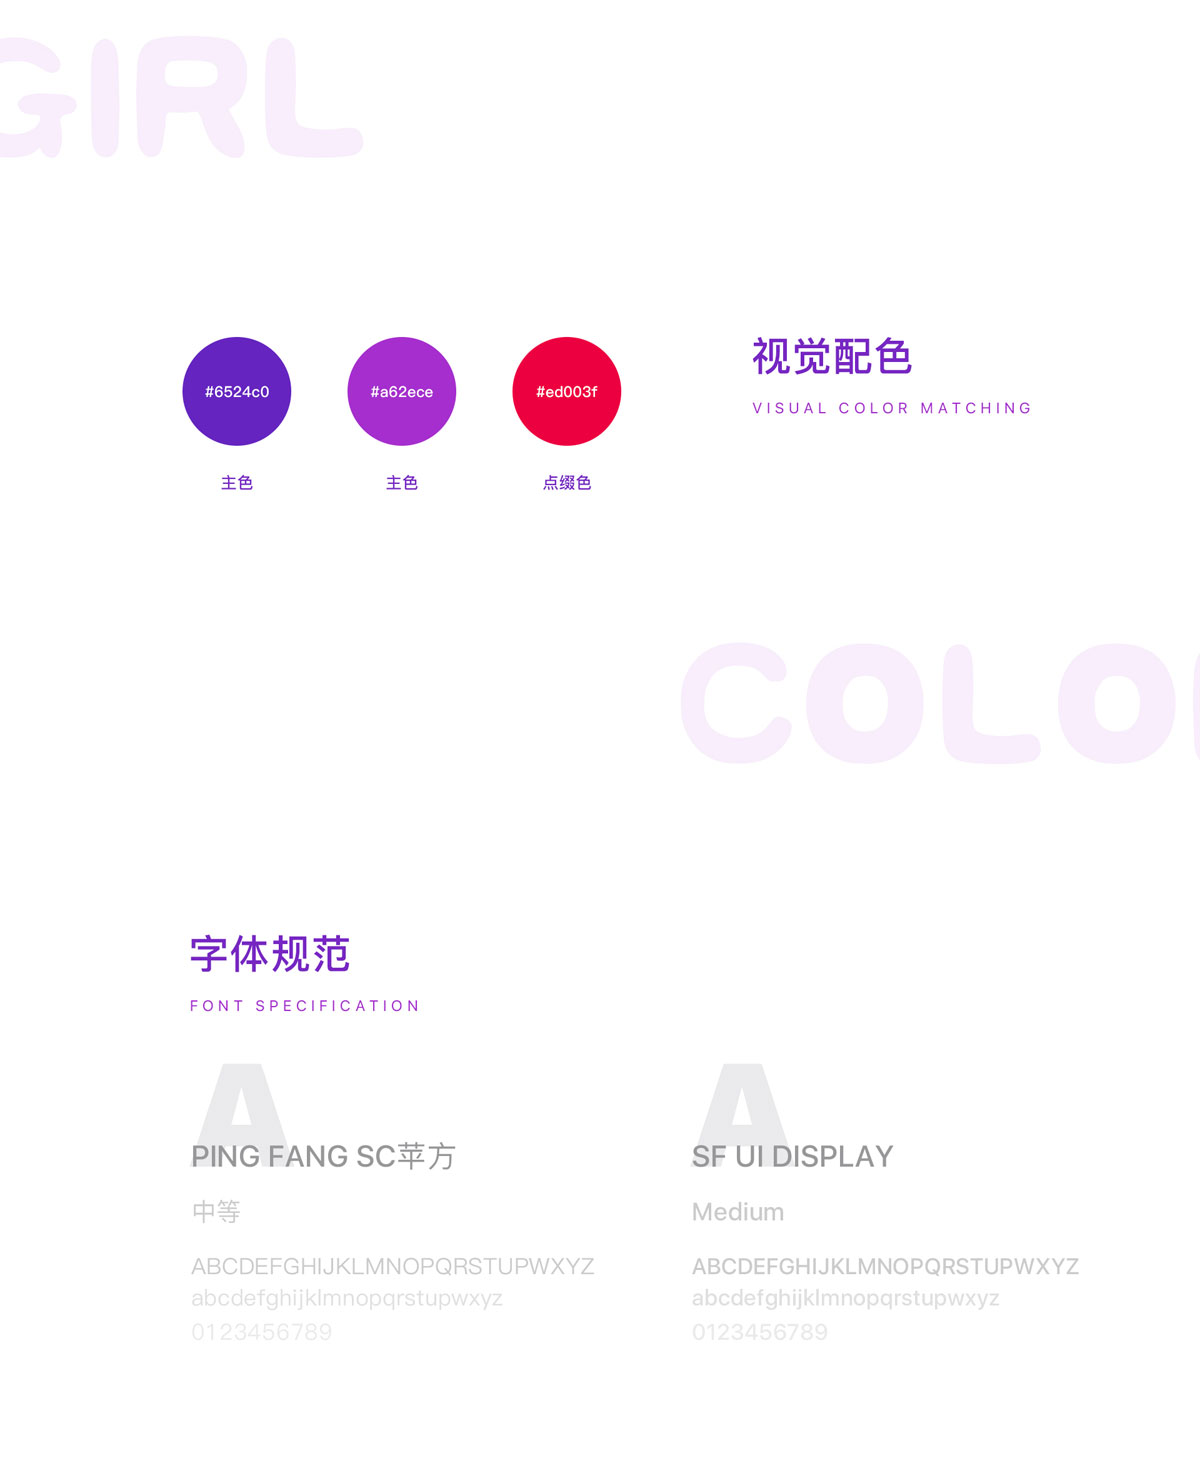 GIRL
视觉配色
VISUAL COLOR MATCHING
#6524c0
#a62ece
#ed003f
主色
主色
点缀色
COLO
字体规范
FONT SPECIFICATION
A
PING FANG SC苹方
中等
ABCDEFGHIJKLMNOPQRSTUPWXYZ
abcdefghijklmnopqrstupwxyz
0123456789
A
SF UI DISPLAY
Medium
ABCDEFGHIJKLMNOPQRSTUPWXYZ
abcdefghijklmnopqrstupwxyz
0123456789